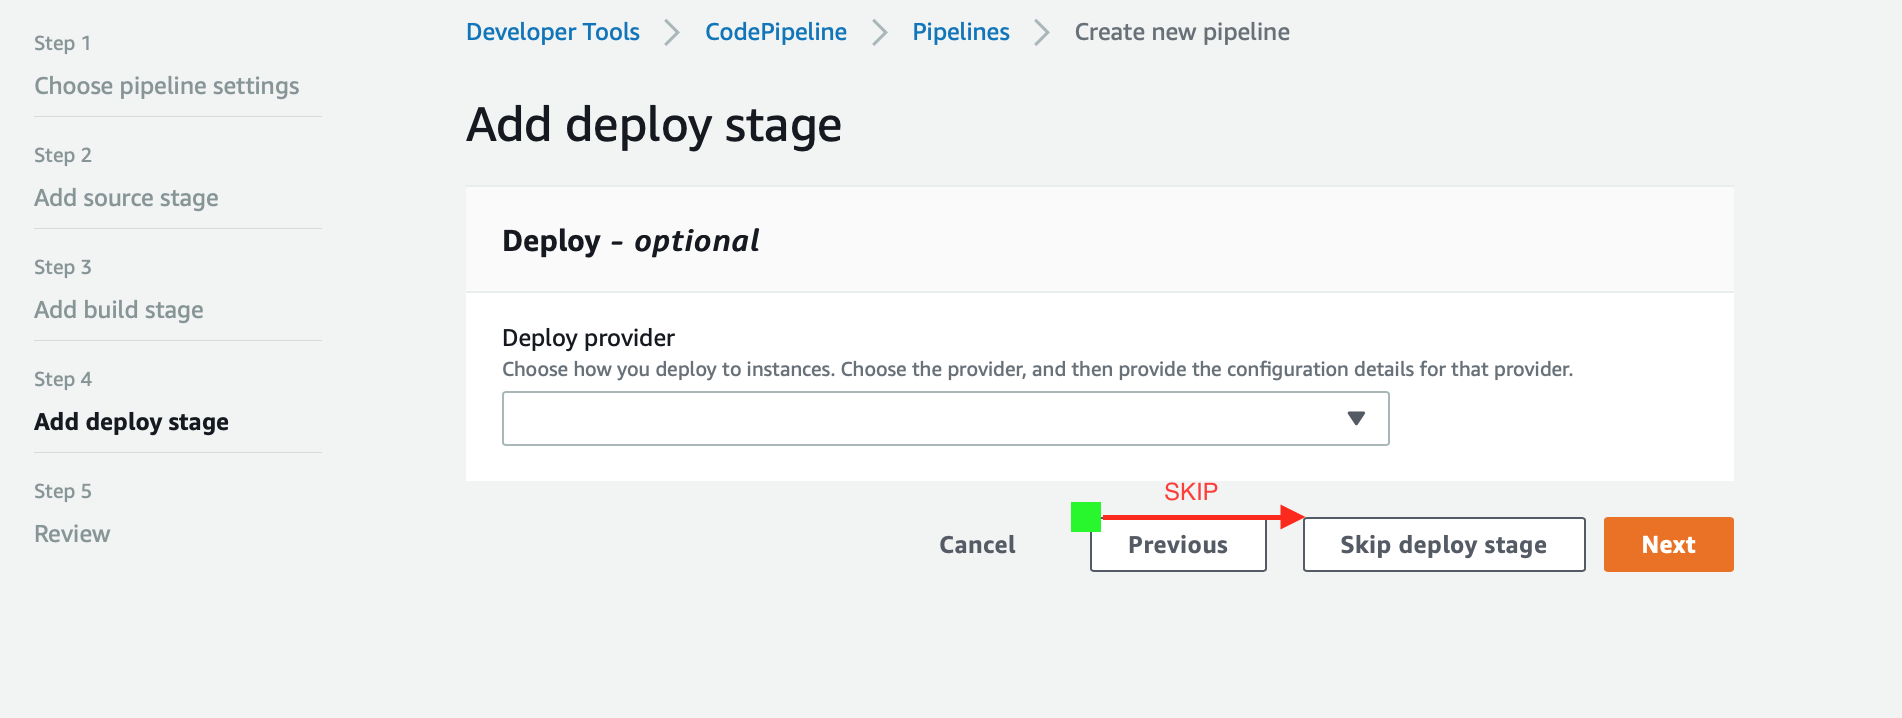 Step 1
Choose pipeline settings
Step 2
Add source stage
Step 3
Add build stage
Step 4
Add deploy stage
Step 5
Review
Developer Tools
CodePipeline
Pipelines
Create new pipeline
Add deploy stage
Deploy - optional
Deploy provider
Choose how you deploy to instances. Choose the provider, and then provide the configuration details for that provider.
SKIP
Cancel
Previous
Skip deploy stage
Next